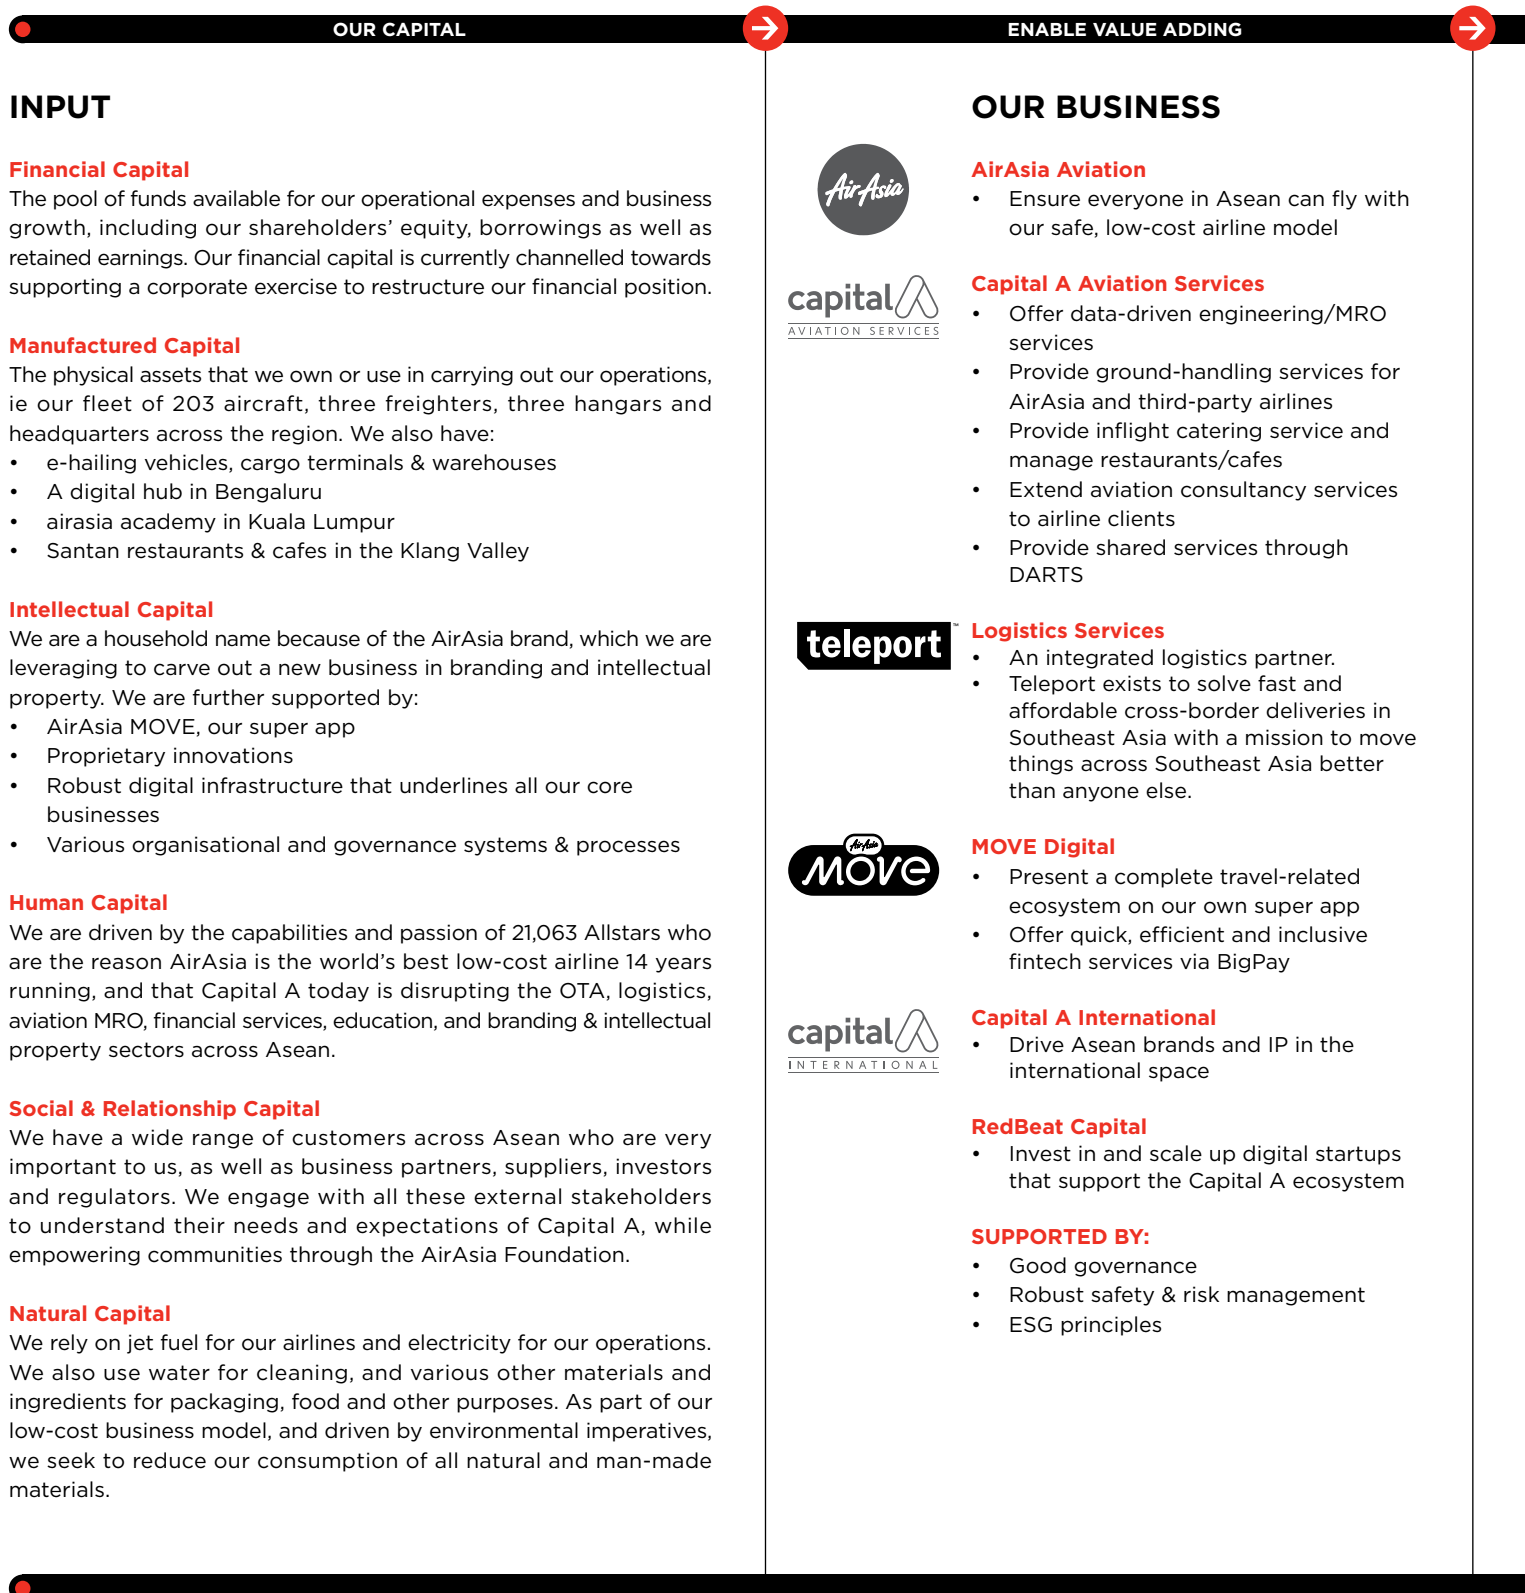 OUR CAPITAL
ENABLE VALUE ADDING
INPUT
Financial Capital
The pool of funds available for our operational expenses and business
growth, including our shareholders’ equity, borrowings as well as
retained earnings. Our financial capital is currently channelled towards
supporting a corporate exercise to restructure our financial position.
Manufactured Capital
The physical assets that we own or use in carrying out our operations,
ie our fleet of 203 aircraft, three freighters, three hangars and
headquarters across the region. We also have:
• e-hailing vehicles, cargo terminals & warehouses
• A digital hub in Bengaluru
• airasia academy in Kuala Lumpur
• Santan restaurants & cafes in the Klang Valley
Intellectual Capital
We are a household name because of the AirAsia brand, which we are
leveraging to carve out a new business in branding and intellectual
property. We are further supported by:
• AirAsia MOVE, our super app
• Proprietary innovations
• Robust digital infrastructure that underlines all our core
businesses
• Various organisational and governance systems & processes
Human Capital
We are driven by the capabilities and passion of 21,063 Allstars who
are the reason AirAsia is the world’s best low-cost airline 14 years
running, and that Capital A today is disrupting the OTA, logistics,
aviation MRO, financial services, education, and branding & intellectual
property sectors across Asean.
Social & Relationship Capital
We have a wide range of customers across Asean who are very
important to us, as well as business partners, suppliers, investors
and regulators. We engage with all these external stakeholders
to understand their needs and expectations of Capital A, while
empowering communities through the AirAsia Foundation.
Natural Capital
We rely on jet fuel for our airlines and electricity for our operations.
We also use water for cleaning, and various other materials and
ingredients for packaging, food and other purposes. As part of our
low-cost business model, and driven by environmental imperatives,
we seek to reduce our consumption of all natural and man-made
materials.
OUR BUSINESS
AirAsia
AirAsia Aviation
• Ensure everyone in Asean can fly with
our safe, low-cost airline model
capital A
AVIATION SERVICES
Capital A Aviation Services
• Offer data-driven engineering/MRO
services
• Provide ground-handling services for
AirAsia and third-party airlines
• Provide inflight catering service and
manage restaurants/cafes
• Extend aviation consultancy services
to airline clients
• Provide shared services through
DARTS
teleport™
Logistics Services
• An integrated logistics partner.
• Teleport exists to solve fast and
affordable cross-border deliveries in
Southeast Asia with a mission to move
things across Southeast Asia better
than anyone else.
AirAsia
move
MOVE Digital
• Present a complete travel-related
ecosystem on our own super app
• Offer quick, efficient and inclusive
fintech services via BigPay
capital A
INTERNATIONAL
Capital A International
• Drive Asean brands and IP in the
international space
RedBeat Capital
• Invest in and scale up digital startups
that support the Capital A ecosystem
SUPPORTED BY:
• Good governance
• Robust safety & risk management
• ESG principles